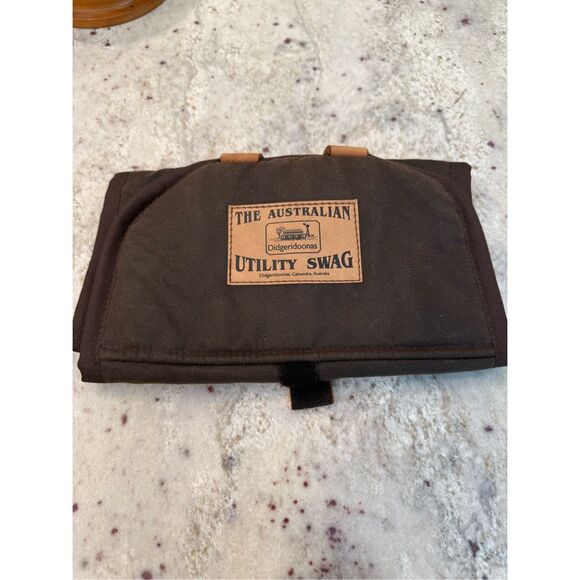 THE AUSTRALIAN
Didgeridoonas
UTILITY SWAG
Didgeridoonas, Caloundra, Australia